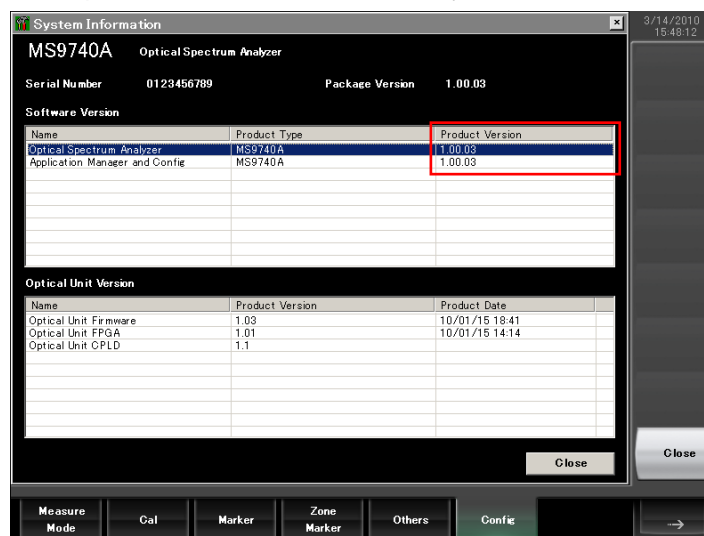 System Information
3/14/2010
15:48:12
MS9740A Optical Spectrum Analyzer
Serial Number 0123456789 Package Version 1.00.03
Software Version
Name Product Type Product Version
Optical Spectrum Analyzer MS9740A 1.00.03
Application Manager and Config MS9740A 1.00.03
Optical Unit Version
Name Product Version Product Date
Optical Unit Firmware 1.03 10/01/15 18:41
Optical Unit FPGA 1.01 10/01/15 14:14
Optical Unit CPLD 1.1
Close
Close
Measure
Mode
Cal
Marker
Zone
Marker
Others
Config